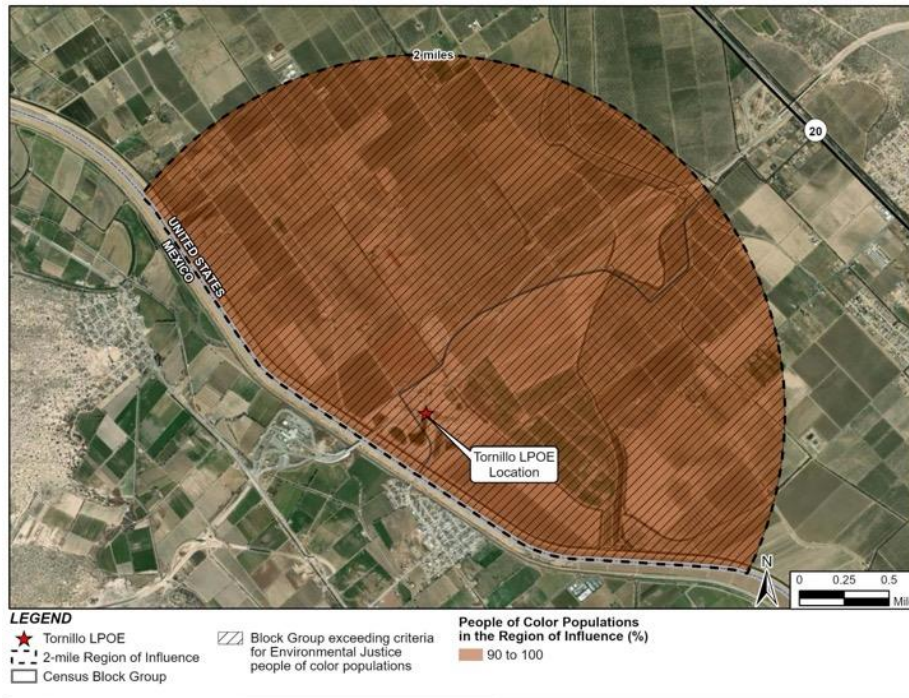 2 miles
20
UNITED STATES
MEXICO
Tornillo LPOE
Location
N
0 0.25 0.5
Mil
LEGEND
Tornillo LPOE
2-mile Region of Influence
Census Block Group
Block Group exceeding criteria
for Environmental Justice
people of color populations
People of Color Populations
in the Region of Influence (%)
90 to 100